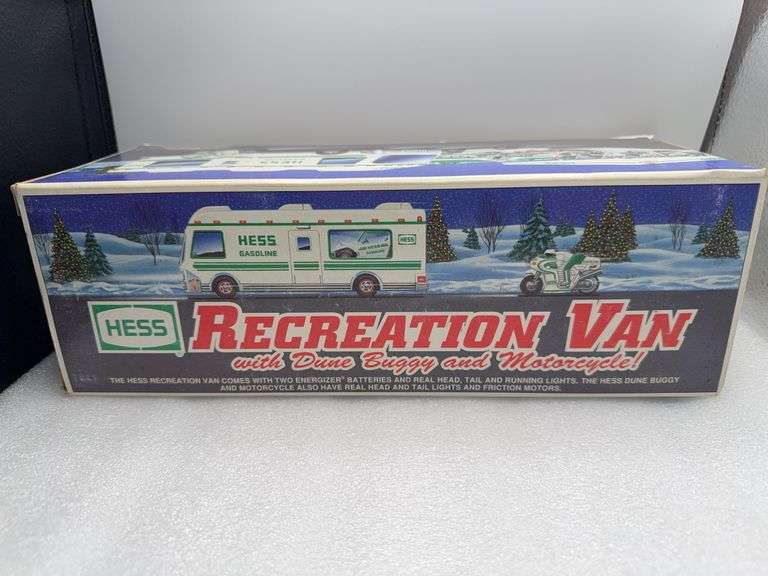 HESS
HESS
GASOLINE
HESS
HESS
RECREATION VAN
with Dune Buggy and Motorcycle!
THE HESS RECREATION VAN COMES WITH TWO ENERGIZER® BATTERIES AND REAL HEAD, TAIL AND RUNNING LIGHTS. THE HESS DUNE BUGGY
AND MOTORCYCLE ALSO HAVE REAL HEAD AND TAIL LIGHTS AND FRICTION MOTORS.